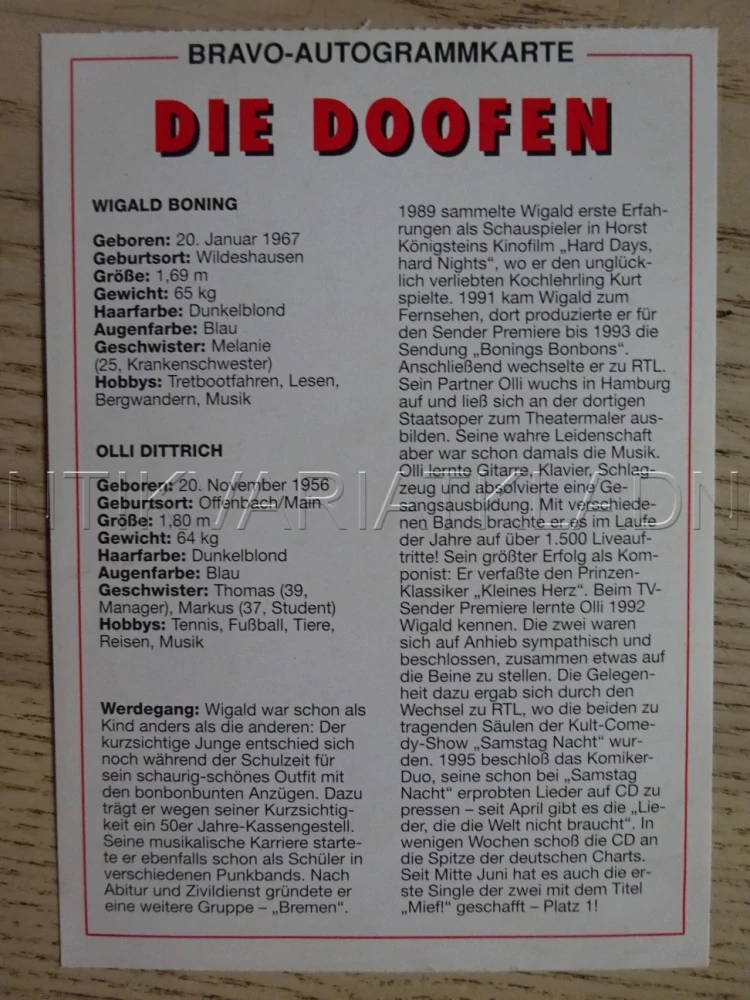 BRAVO-AUTOGRAMMKARTE
DIE DOOFEN
WIGALD BONING
Geboren: 20. Januar 1967
Geburtsort: Wildeshausen
Größe: 1,69 m
Gewicht: 65 kg
Haarfarbe: Dunkelblond
Augenfarbe: Blau
Geschwister: Melanie
(25, Krankenschwester)
Hobbys: Tretbootfahren, Lesen,
Bergwandern, Musik
OLLI DITTRICH
Geboren: 20. November 1956
Geburtsort: Offenbach/Main
Größe: 1,80 m
Gewicht: 64 kg
Haarfarbe: Dunkelblond
Augenfarbe: Blau
Geschwister: Thomas (39,
Manager), Markus (37, Student)
Hobbys: Tennis, Fußball, Tiere,
Reisen, Musik
Werdegang: Wigald war schon als
Kind anders als die anderen: Der
kurzsichtige Junge entschied sich
noch während der Schulzeit für
sein schaurig-schönes Outfit mit
den bonbonbunten Anzügen. Dazu
trägt er wegen seiner Kurzsichtig-
keit ein 50er Jahre-Kassengestell.
Seine musikalische Karriere starte-
te er ebenfalls schon als Schüler in
verschiedenen Punkbands. Nach
Abitur und Zivildienst gründete er
eine weitere Gruppe – „Bremen“.
1989 sammelte Wigald erste Erfah-
rungen als Schauspieler in Horst
Königsteins Kinofilm „Hard Days,
hard Nights“, wo er den unglück-
lich verliebten Kochlehrling Kurt
spielte. 1991 kam Wigald zum
Fernsehen, dort produzierte er für
den Sender Premiere bis 1993 die
Sendung „Bonings Bonbons“.
Anschließend wechselte er zu RTL.
Sein Partner Olli wuchs in Hamburg
auf und ließ sich an der dortigen
Staatsoper zum Theatermaler aus-
bilden. Seine wahre Leidenschaft
aber war schon damals die Musik.
Olli lernte Gitarre, Klavier, Schlag-
zeug und absolvierte eine Ge-
sangsausbildung. Mit verschiede-
nen Bands brachte er es im Laufe
der Jahre auf über 1.500 Liveauf-
tritte! Sein größter Erfolg als Kom-
ponist: Er verfaßte den Prinzen-
Klassiker „Kleines Herz“. Beim TV-
Sender Premiere lernte Olli 1992
Wigald kennen. Die zwei waren
sich auf Anhieb sympathisch und
beschlossen, zusammen etwas auf
die Beine zu stellen. Die Gelegen-
heit dazu ergab sich durch den
Wechsel zu RTL, wo die beiden zu
tragenden Säulen der Kult-Come-
dy-Show „Samstag Nacht“ wur-
den. 1995 beschloß das Komiker-
Duo, seine schon bei „Samstag
Nacht“ erprobten Lieder auf CD zu
pressen – seit April gibt es die „Lie-
der, die die Welt nicht braucht“. In
wenigen Wochen schoß die CD an
die Spitze der deutschen Charts.
Seit Mitte Juni hat es auch die er-
ste Single der zwei mit dem Titel
„Mief!“ geschafft – Platz 1!
NTIKVARIA KLADN